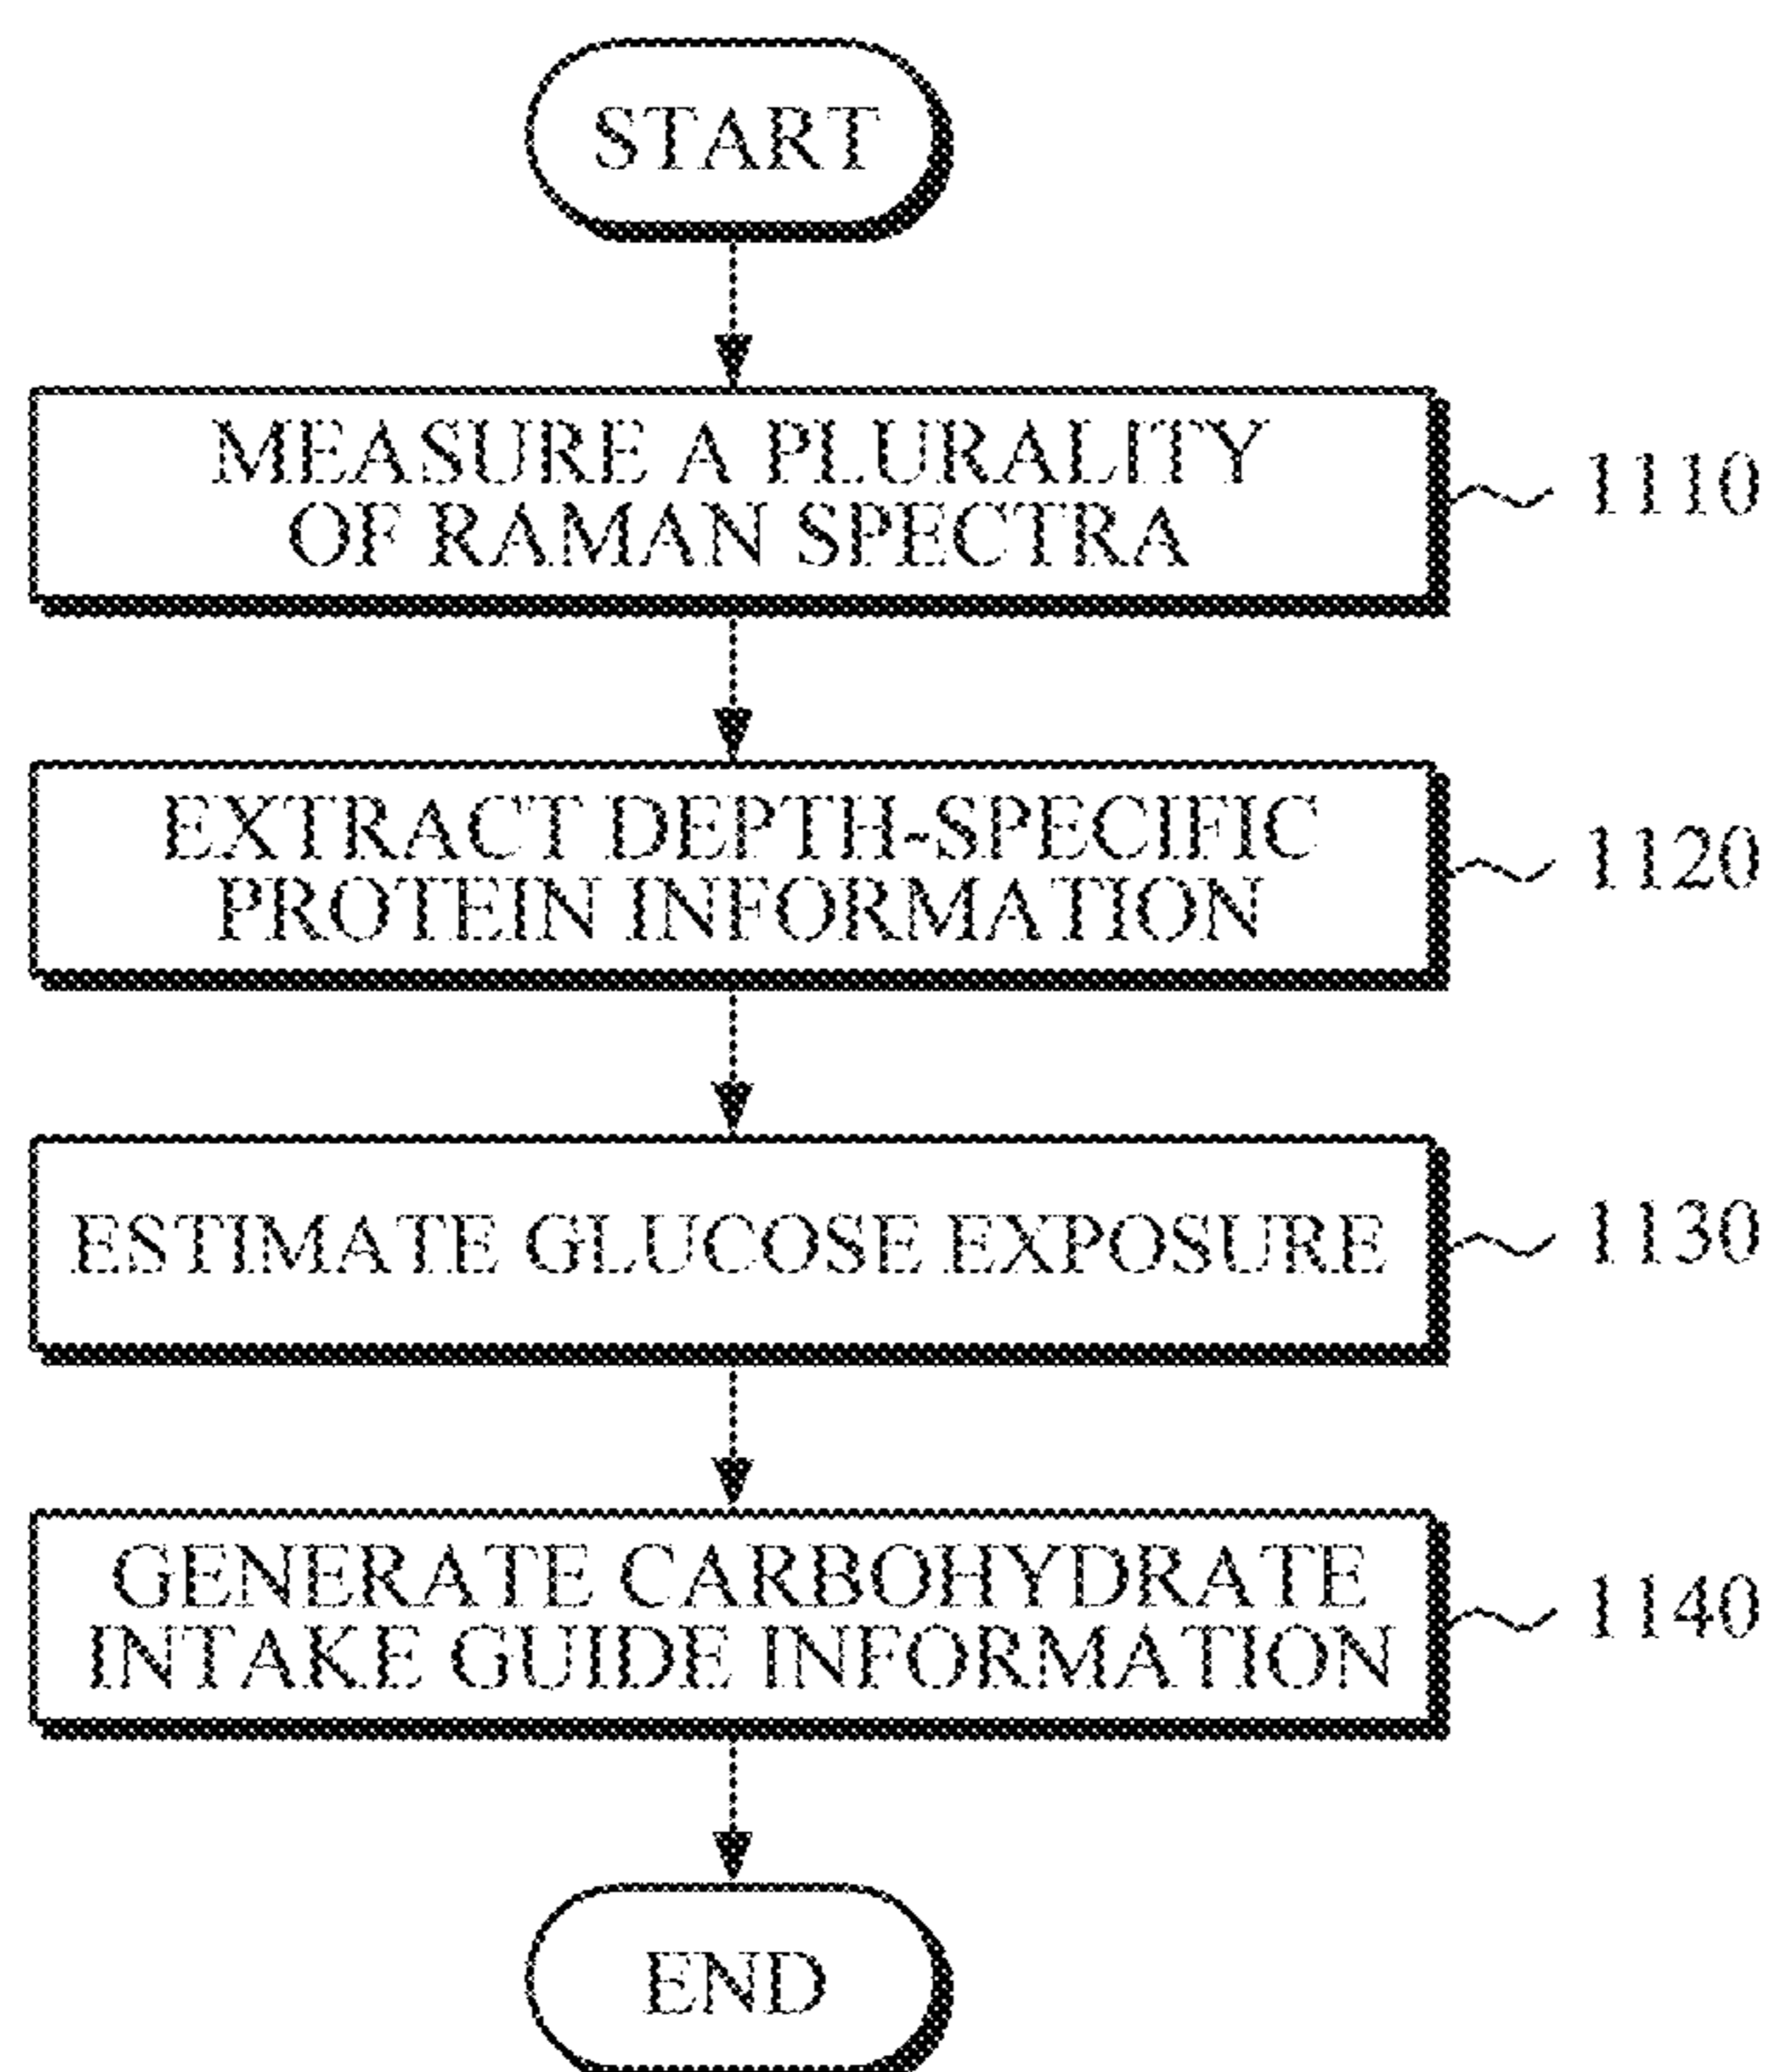 START
MEASURE A PLURALITY
OF RAMAN SPECTRA
1110
EXTRACT DEPTH-SPECIFIC
PROTEIN INFORMATION
1120
ESTIMATE GLUCOSE EXPOSURE
1130
GENERATE CARBOHYDRATE
INTAKE GUIDE INFORMATION
1140
END